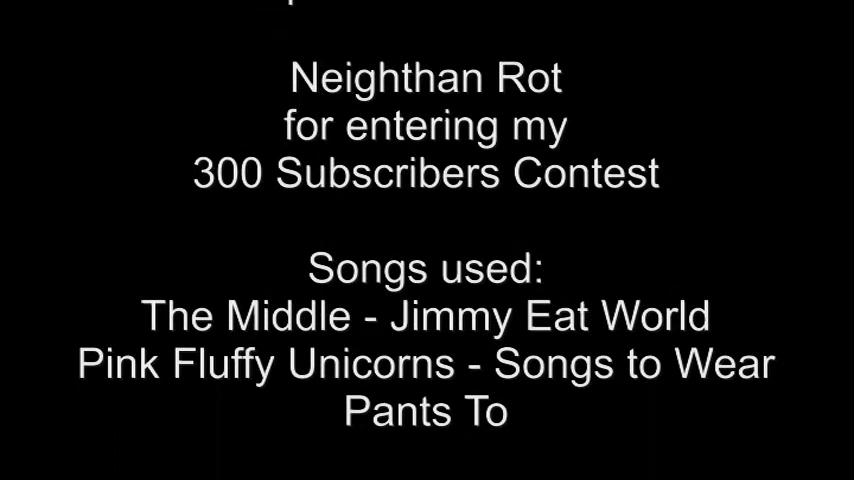 Neighthan Rot
for entering my
300 Subscribers Contest
Songs used:
The Middle - Jimmy Eat World
Pink Fluffy Unicorns - Songs to Wear
Pants To